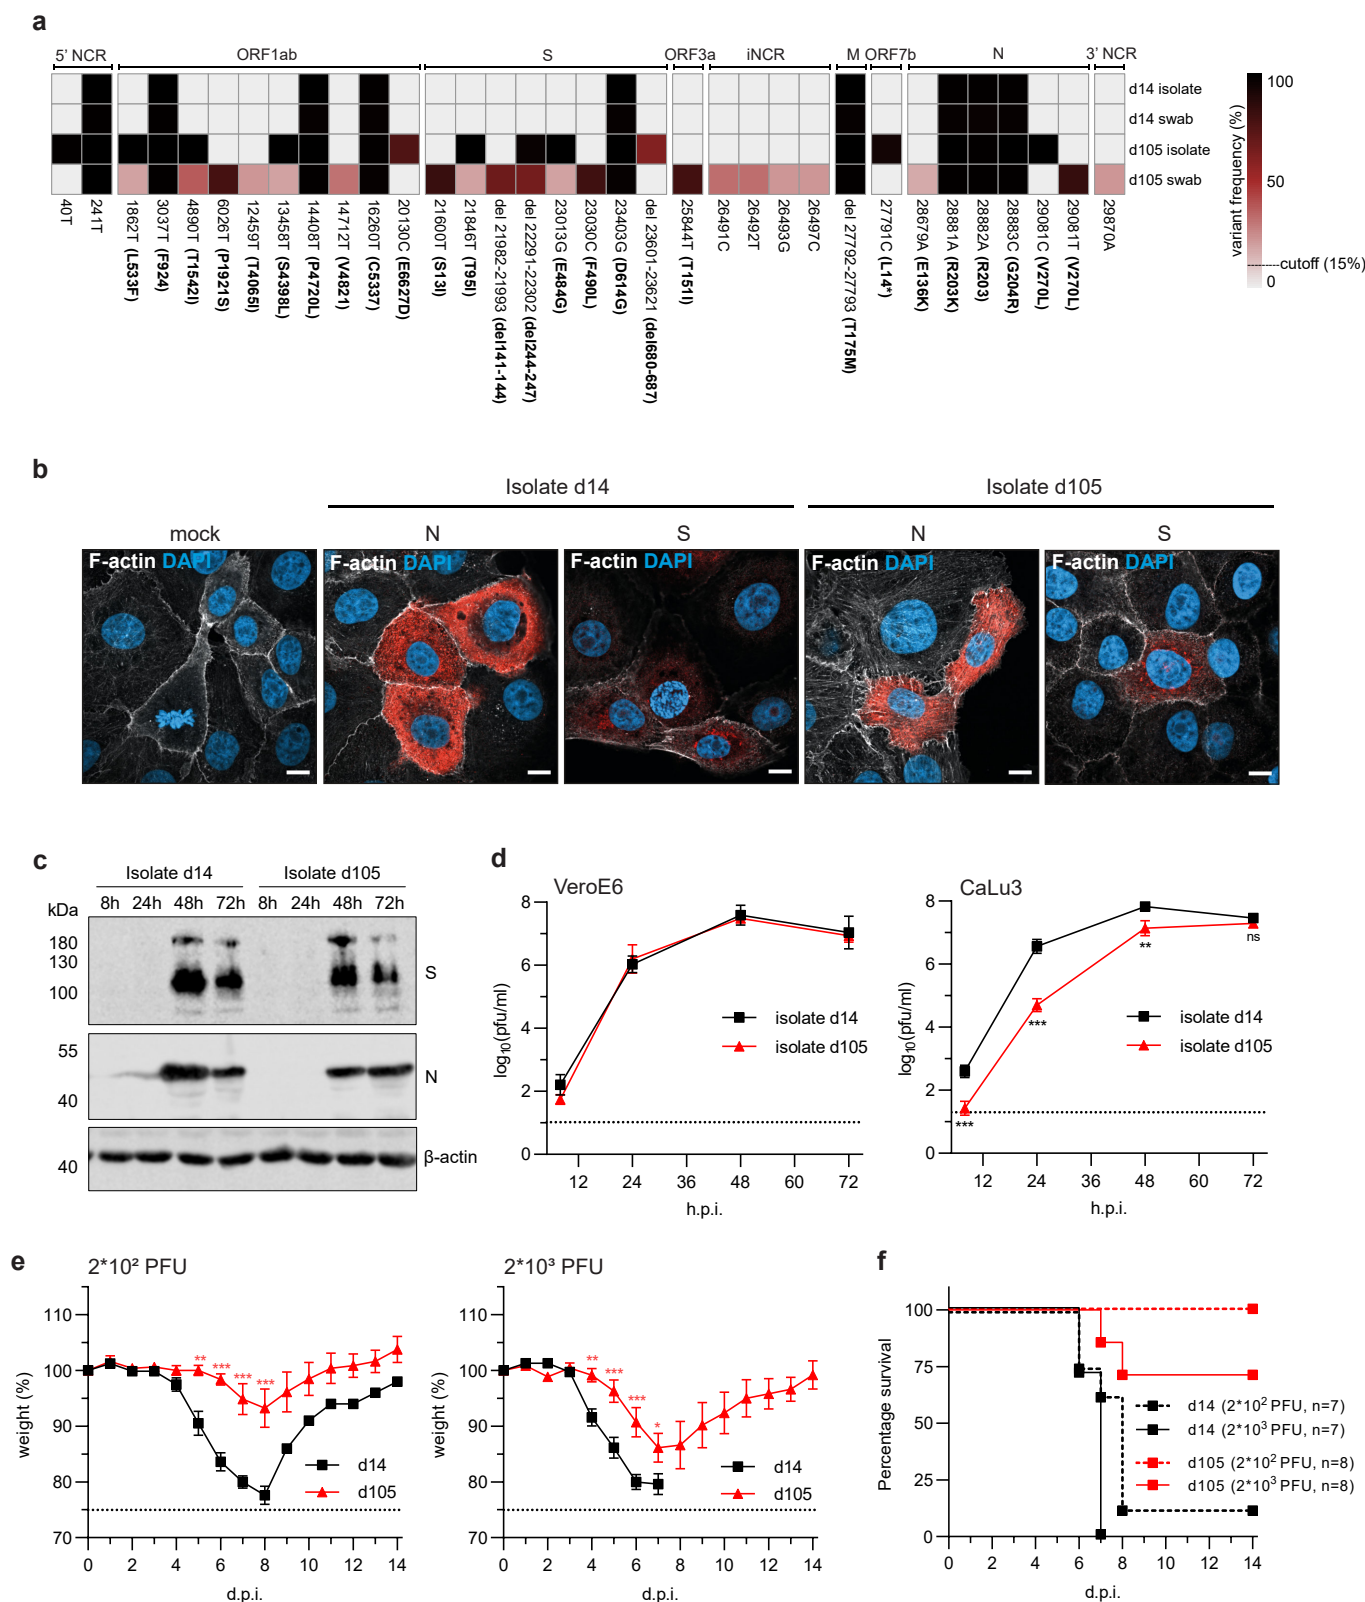 a
5' NCR ORF1ab S ORF3a iNCR M ORF7b N 3' NCR
d14 isolate
d14 swab
d105 isolate
d105 swab
40T
241T
1862T (L533F)
3037T (F924)
4890T (T1542I)
6026T (P1921S)
12459T (T4065I)
13458T (S4398L)
14408T (P4720L)
14712T (V4821)
16260T (C5337)
20130C (E6627D)
21600T (S13I)
21846T (T95I)
del 21982-21993 (del141-144)
del 22291-22302 (del244-247)
23013G (E484G)
23030C (F490L)
23403G (D614G)
del 23601-23621 (del680-687)
25844T (T151I)
26491C
26492T
26493G
26497C
del 27792-27793 (T175M)
27791C (L14*)
28679A (E136K)
28881A (R203K)
28882A (R203)
28883C (G204R)
29081C (V270L)
29081T (V270L)
29870A
100
50
0
cutoff (15%)
variant frequency (%)
b
Isolate d14 Isolate d105
mock N S N S
F-actin DAPI F-actin DAPI F-actin DAPI F-actin DAPI F-actin DAPI
c
Isolate d14 Isolate d105
kDa 8h 24h 48h 72h 8h 24h 48h 72h
180
130
100
S
55
40
N
40
β-actin
d
VeroE6
log₁₀(pfu/ml)
8
6
4
2
0
isolate d14
isolate d105
12 24 36 48 60 72
h.p.i.
CaLu3
log₁₀(pfu/ml)
8
6
4
2
0
***
***
**
ns
isolate d14
isolate d105
12 24 36 48 60 72
h.p.i.
e
2*10² PFU
weight (%)
110
100
90
80
70
** *** *** ***
d14
d105
0 2 4 6 8 10 12 14
d.p.i.
2*10³ PFU
weight (%)
110
100
90
80
70
** *** *** *
d14
d105
0 2 4 6 8 10 12 14
d.p.i.
f
Percentage survival
100
75
50
25
0
d14 (2*10² PFU, n=7)
d14 (2*10³ PFU, n=7)
d105 (2*10² PFU, n=8)
d105 (2*10³ PFU, n=8)
0 2 4 6 8 10 12 14
d.p.i.